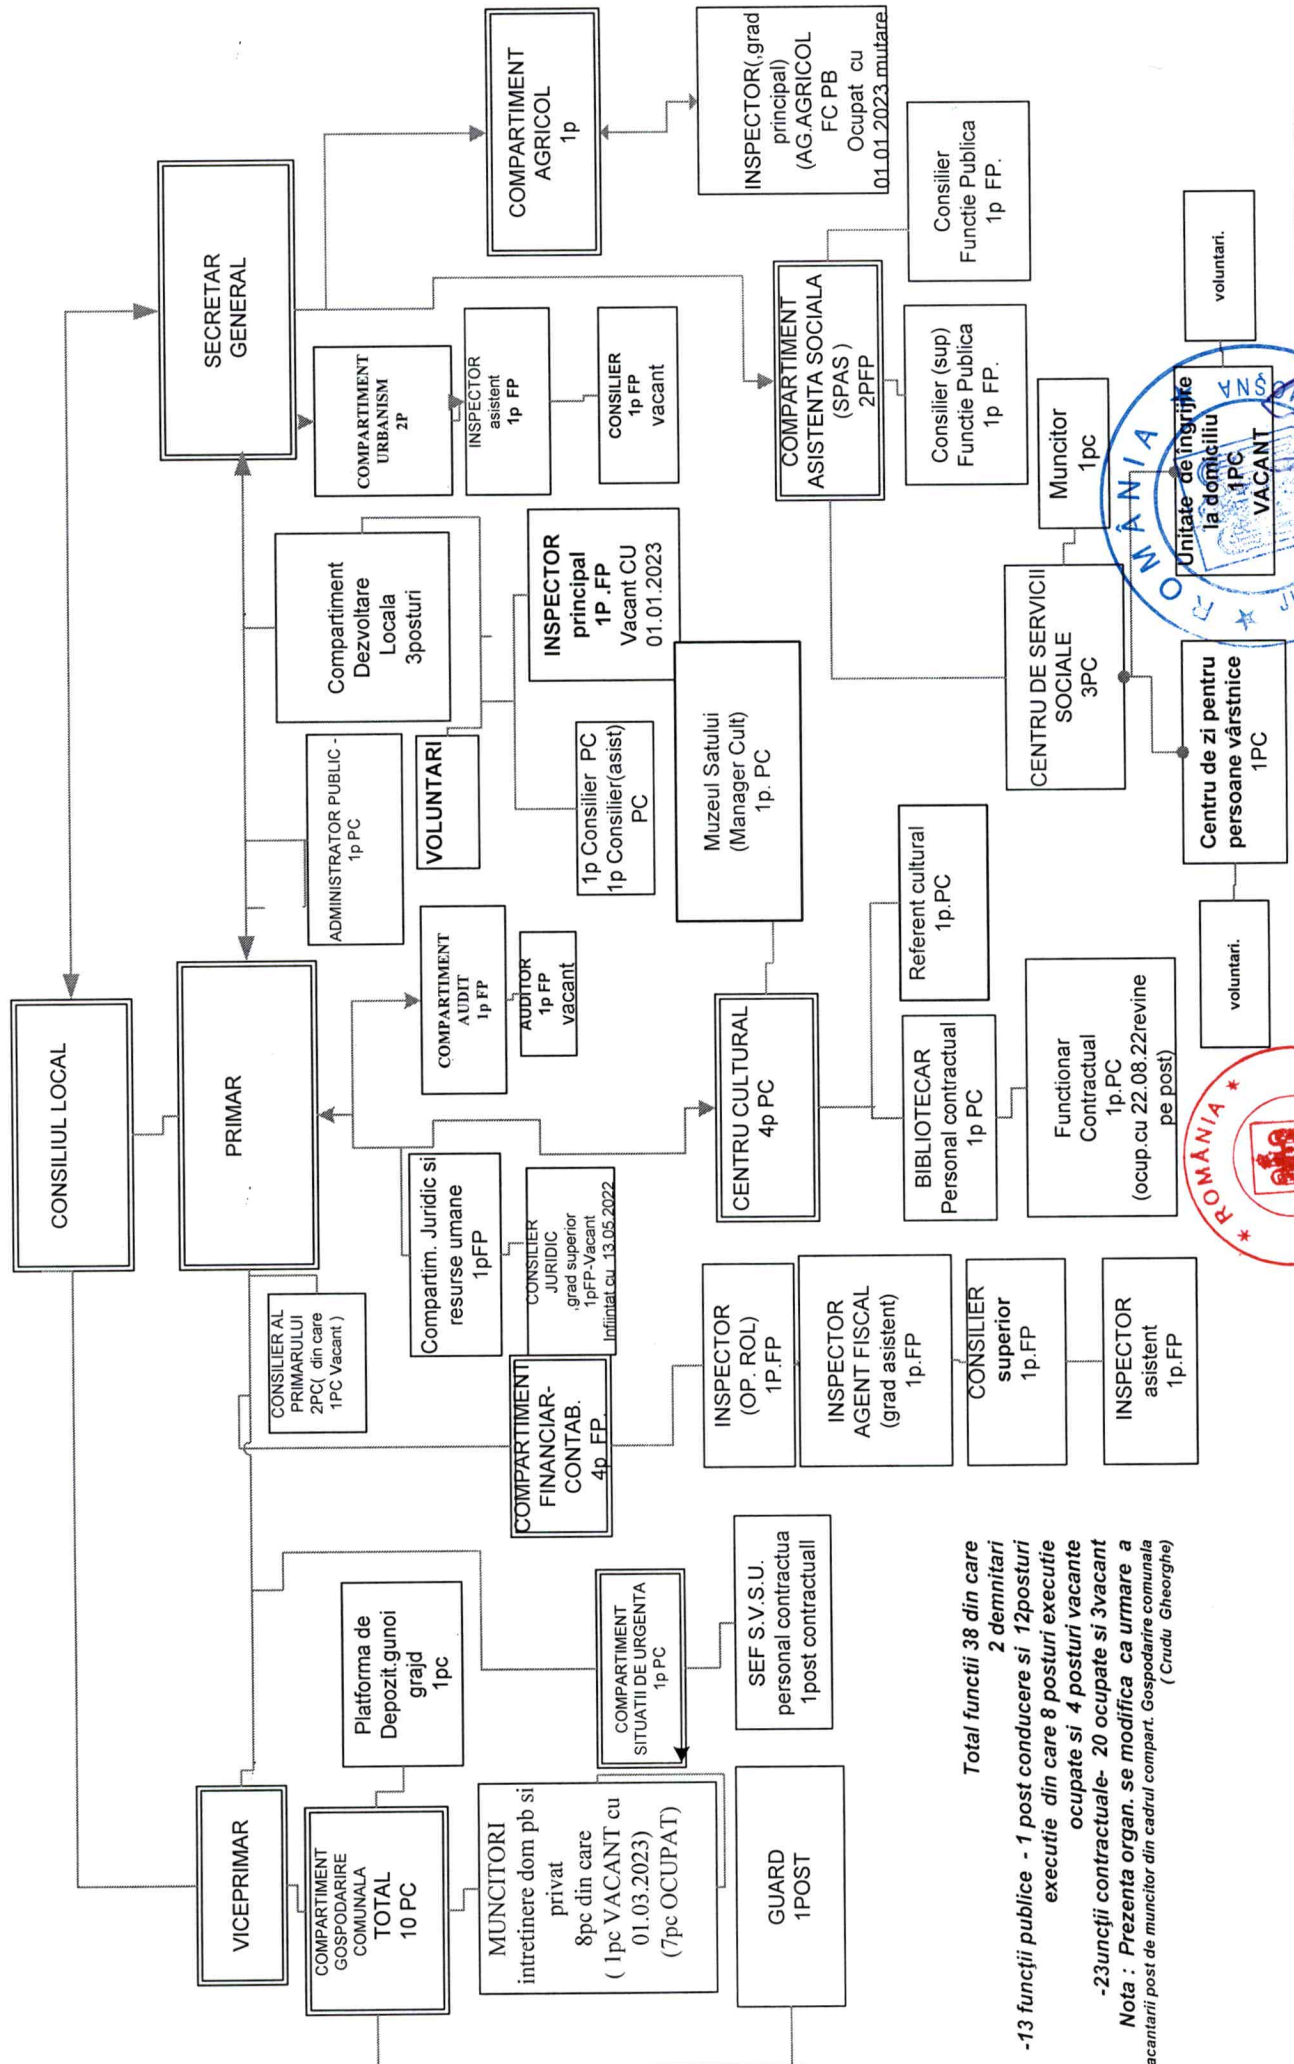 CONSILIUL LOCAL
PRIMAR
VICEPRIMAR
SECRETAR
GENERAL
CONSILIER AL
PRIMARULUI
2PC( din care
1PC Vacant )
ADMINISTRATOR PUBLIC -
1p PC
Compartiment
Dezvoltare
Locala
3posturi
COMPARTIMENT
URBANISM
2P
INSPECTOR
asistent
1p FP
CONSILIER
1p FP
vacant
COMPARTIMENT
AGRICOL
1p
INSPECTOR(,grad
principal)
(AG.AGRICOL
FC PB
Ocupat cu
01.01.2023 mutare
COMPARTIMENT
GOSPODARIRE
COMUNALA
TOTAL
10 PC
Platforma de
Depozit.gunoi
grajd
1pc
MUNCITORI
intretinere dom pb si
privat
8pc din care
( 1pc VACANT cu
01.03.2023)
(7pc OCUPAT)
GUARD
1POST
COMPARTIMENT
SITUATII DE URGENTA
1p PC
SEF S.V.S.U.
personal contractua
1post contractuall
COMPARTIMENT
FINANCIAR-
CONTAB.
4p FP.
INSPECTOR
(OP. ROL)
1P.FP
INSPECTOR
AGENT FISCAL
(grad asistent)
1p.FP
CONSILIER
superior
1p.FP
INSPECTOR
asistent
1p.FP
Compartim. Juridic si
resurse umane
1pFP
CONSILIER
JURIDIC
,grad superior
1pFP-Vacant
Infiintat cu 13.05.2022
COMPARTIMENT
AUDIT
1p FP
AUDITOR
1p FP
vacant
VOLUNTARI
1p Consilier PC
1p Consilier(asist)
PC
INSPECTOR
principal
1P .FP
Vacant CU
01.01.2023
CENTRU CULTURAL
4p PC
Muzeul Satului
(Manager Cult)
1p. PC
BIBLIOTECAR
Personal contractual
1p PC
Referent cultural
1p.PC
Functionar
Contractual
1p.PC
(ocup.cu 22.08.22revine
pe post)
COMPARTIMENT
ASISTENTA SOCIALA
(SPAS )
2PFP
Consilier (sup)
Functie Publica
1p FP.
Consilier
Functie Publica
1p FP.
CENTRU DE SERVICII
SOCIALE
3PC
Muncitor
1pc
Centru de zi pentru
persoane vârstnice
1PC
voluntari.
Unitate de îngrijire
la domiciliu
1PC
VACANT
voluntari.
Total functii 38 din care
2 demnitari
-13 funcţii publice - 1 post conducere si 12posturi
executie din care 8 posturi executie
ocupate si 4 posturi vacante
-23uncţii contractuale- 20 ocupate si 3vacant
Nota : Prezenta organ. se modifica ca urmare a
acantarii post de muncitor din cadrul compart. Gospodarire comunala
( Crudu Gheorghe)
* ROMÂNIA *
* ROMÂNIA *